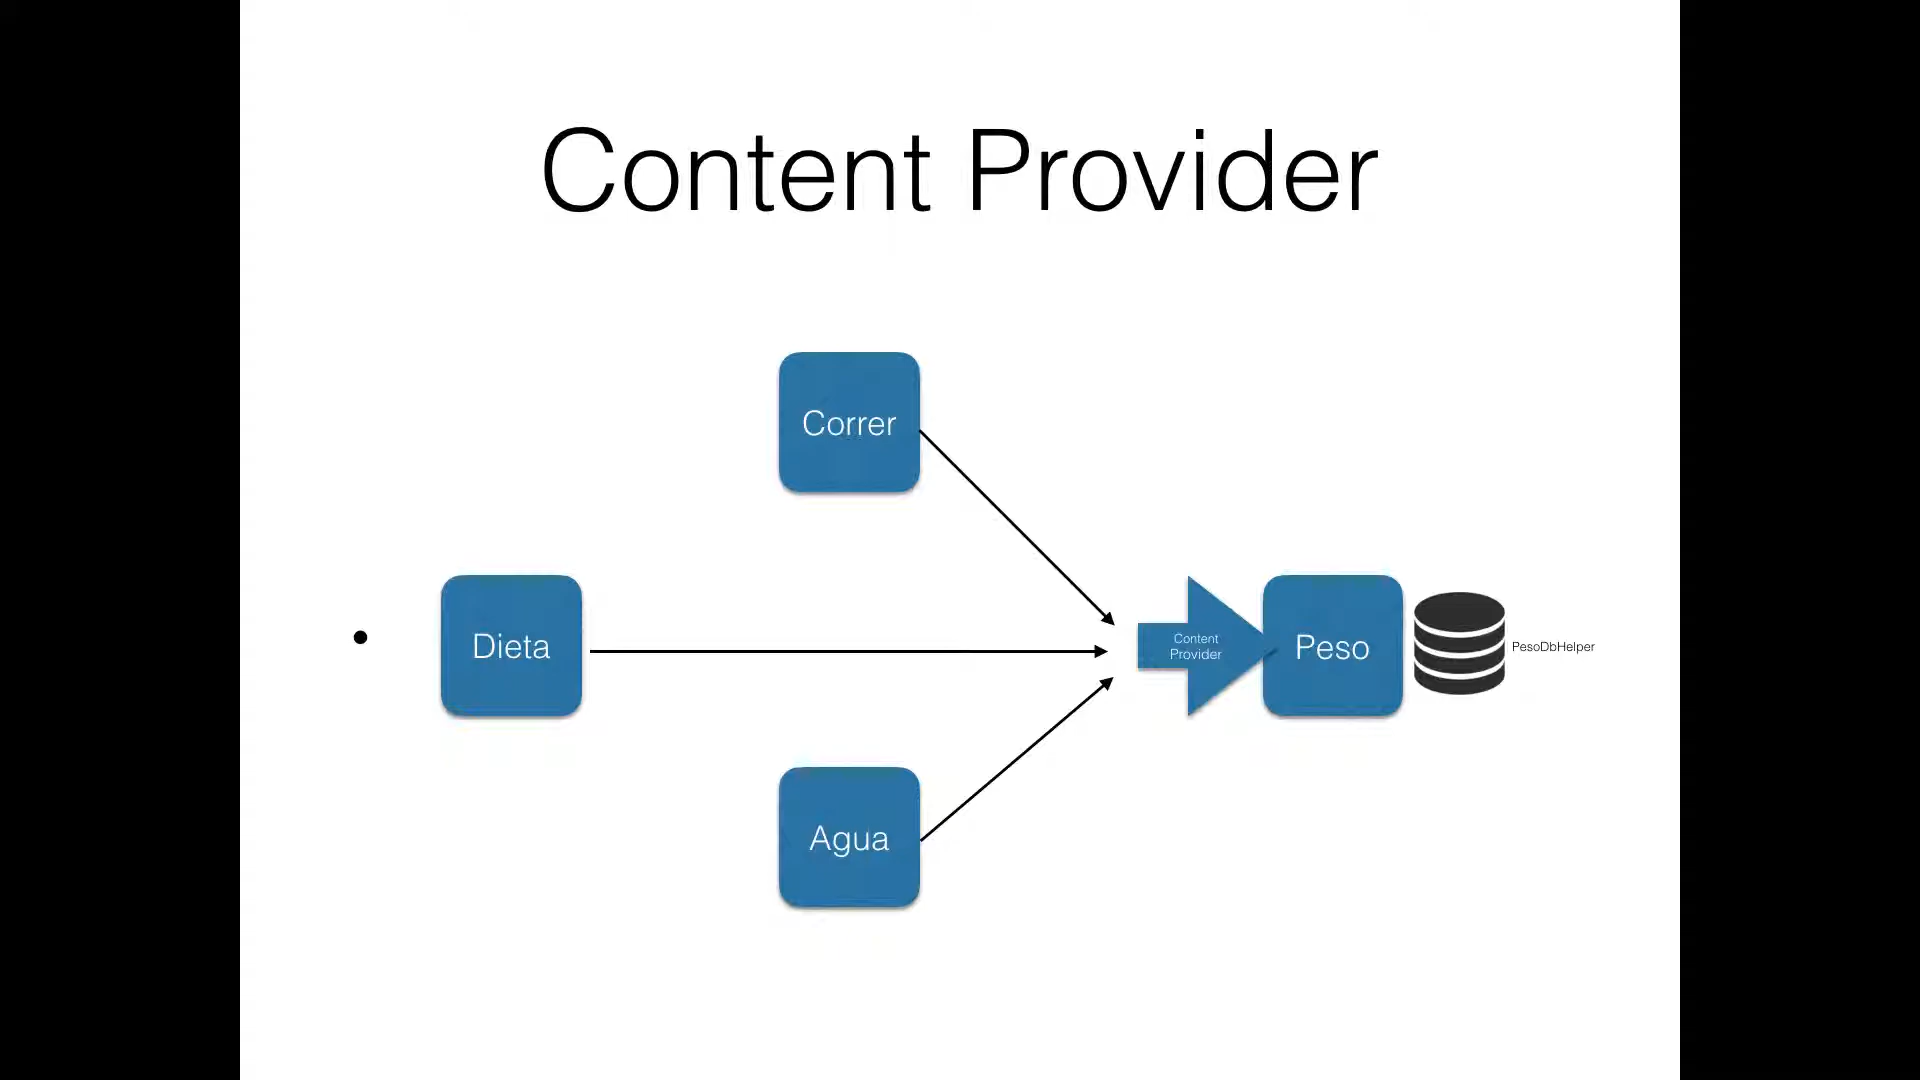 Content Provider
Correr
Dieta
Content
Provider
Peso
PesoDbHelper
Agua